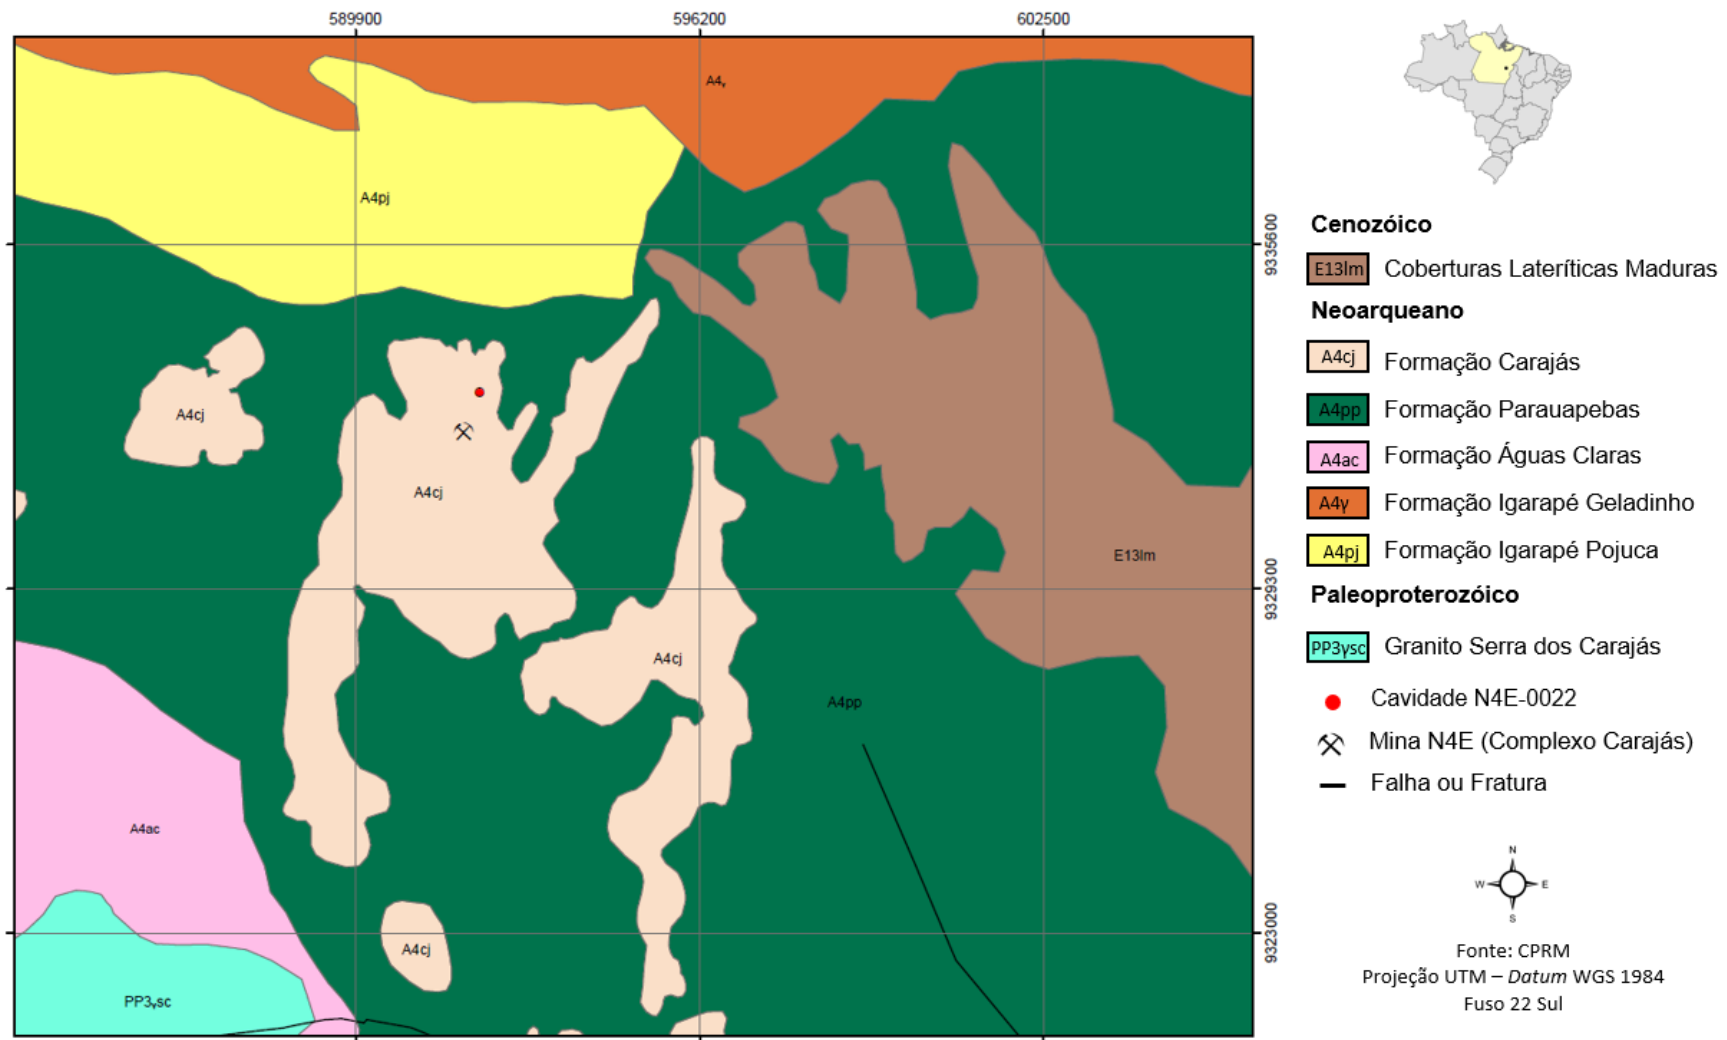 589900
596200
602500
A4γ
A4pj
9335600
A4cj
A4cj
E13lm
9329300
A4cj
A4pp
A4ac
9323000
A4cj
PP3γsc
Cenozóico
E13lm Coberturas Lateríticas Maduras
Neoarqueano
A4cj Formação Carajás
A4pp Formação Parauapebas
A4ac Formação Águas Claras
A4γ Formação Igarapé Geladinho
A4pj Formação Igarapé Pojuca
Paleoproterozóico
PP3γsc Granito Serra dos Carajás
Cavidade N4E-0022
Mina N4E (Complexo Carajás)
Falha ou Fratura
N
W E
S
Fonte: CPRM
Projeção UTM – Datum WGS 1984
Fuso 22 Sul